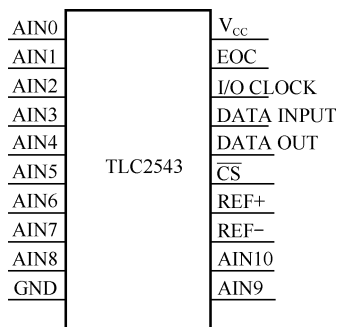 AIN0
AIN1
AIN2
AIN3
AIN4
AIN5
AIN6
AIN7
AIN8
GND
TLC2543
VCC
EOC
I/O CLOCK
DATA INPUT
DATA OUT
CS
REF+
REF−
AIN10
AIN9